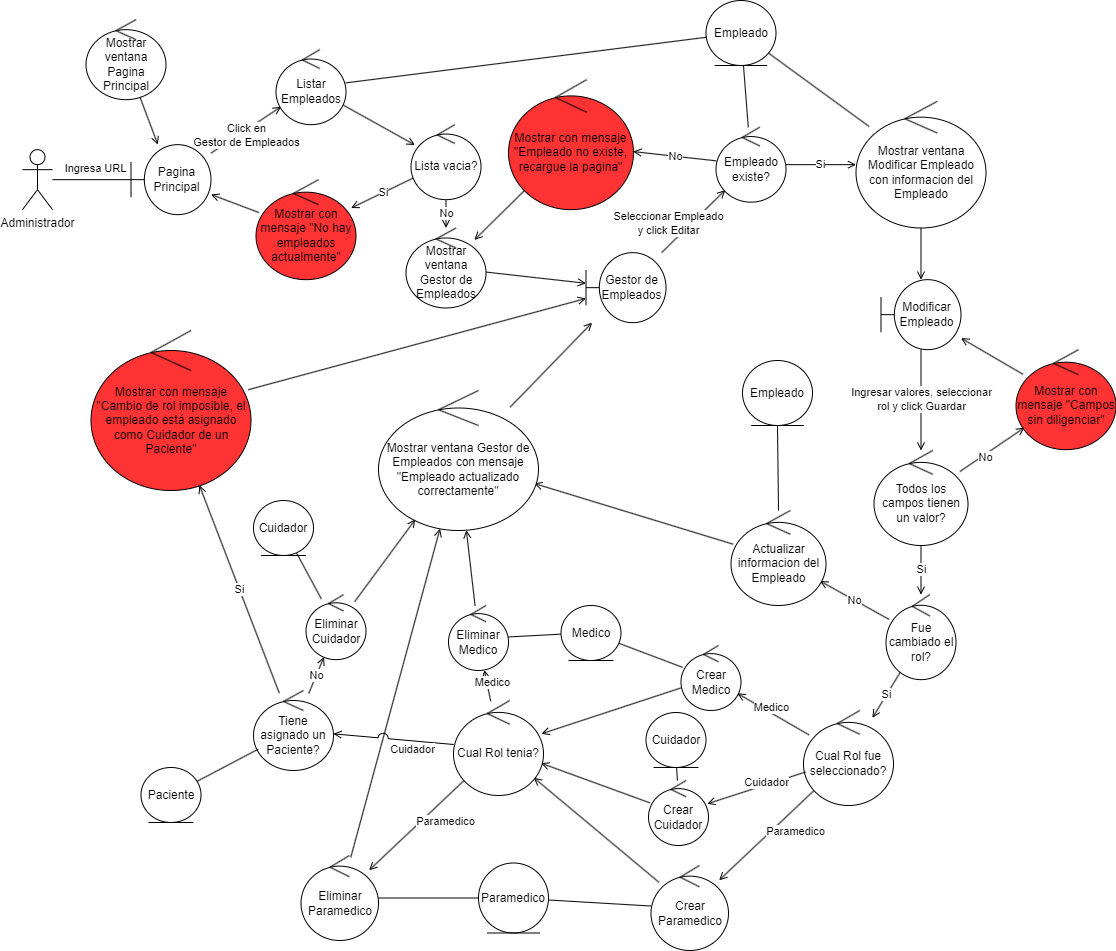 Mostrar
ventana
Pagina
Principal
Empleado
Listar
Empleados
Click en
Gestor de Empleados
Ingresa URL
Administrador
Pagina
Principal
Lista vacia?
Si
No
Mostrar con
mensaje "No hay
empleados
actualmente"
Mostrar con mensaje
"Empleado no existe,
recargue la pagina"
No
Empleado
existe?
Si
Mostrar ventana
Modificar Empleado
con informacion del
Empleado
Seleccionar Empleado
y click Editar
Mostrar
ventana
Gestor de
Empleados
Gestor de
Empleados
Modificar
Empleado
Ingresar valores, seleccionar
rol y click Guardar
Mostrar con
mensaje "Campos
sin diligenciar"
No
Todos los
campos tienen
un valor?
Si
Mostrar con mensaje
"Cambio de rol imposible, el
empleado está asignado
como Cuidador de un
Paciente"
Mostrar ventana Gestor de
Empleados con mensaje
"Empleado actualizado
correctamente"
Empleado
Actualizar
informacion del
Empleado
No
Fue
cambiado el
rol?
Si
Cuidador
Si
Eliminar
Cuidador
No
Eliminar
Medico
Medico
Medico
Crear
Medico
Medico
Tiene
asignado un
Paciente?
Cuidador
Cual Rol tenia?
Cuidador
Cual Rol fue
seleccionado?
Cuidador
Paciente
Crear
Cuidador
Paramedico
Paramedico
Eliminar
Paramedico
Paramedico
Crear
Paramedico